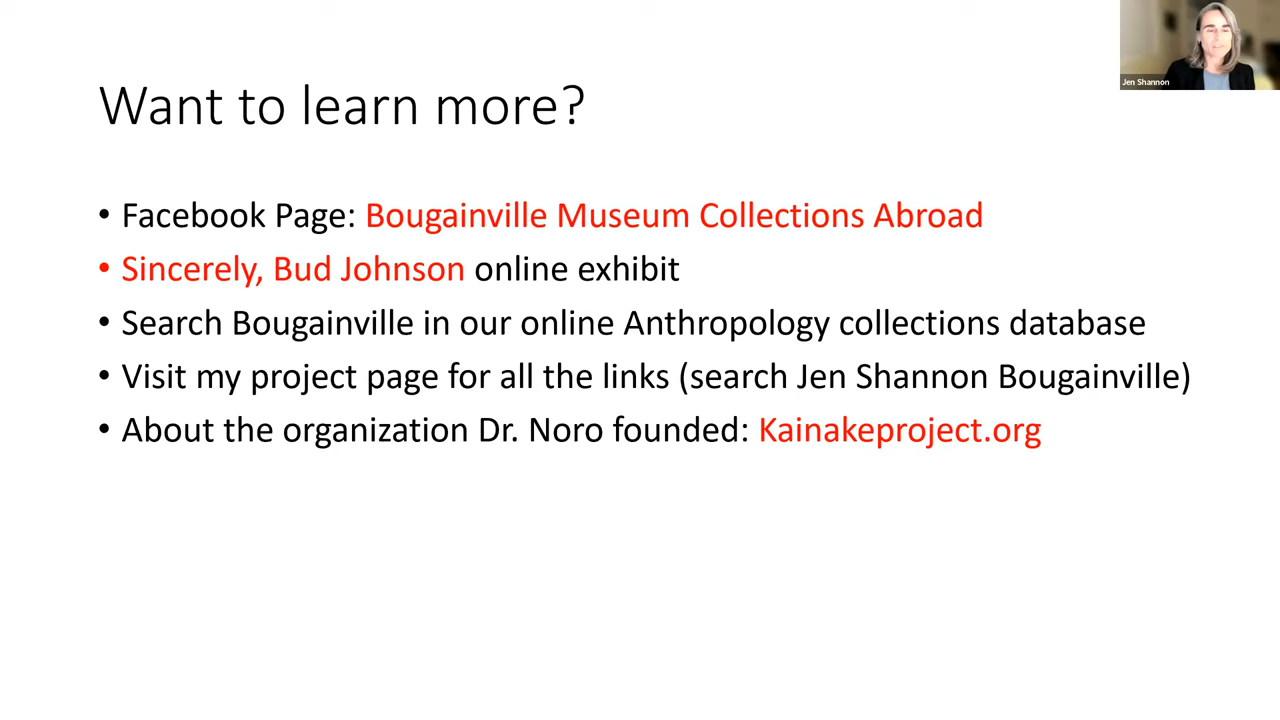 Jen Shannon
Want to learn more?
• Facebook Page: Bougainville Museum Collections Abroad
• Sincerely, Bud Johnson online exhibit
• Search Bougainville in our online Anthropology collections database
• Visit my project page for all the links (search Jen Shannon Bougainville)
• About the organization Dr. Noro founded: Kainakeproject.org